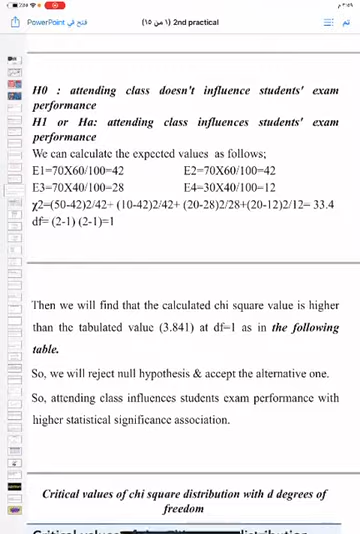 2nd practical (١ من ١٥)
فتح في PowerPoint
H0 : attending class doesn't influence students' exam
performance
H1 or Ha: attending class influences students' exam
performance
We can calculate the expected values as follows;
E1=70X60/100=42 E2=70X60/100=42
E3=70X40/100=28 E4=30X40/100=12
χ2=(50-42)2/42+ (10-42)2/42+ (20-28)2/28+(20-12)2/12= 33.4
df= (2-1) (2-1)=1
Then we will find that the calculated chi square value is higher
than the tabulated value (3.841) at df=1 as in the following
table.
So, we will reject null hypothesis & accept the alternative one.
So, attending class influences students exam performance with
higher statistical significance association.
Critical values of chi square distribution with d degrees of
freedom